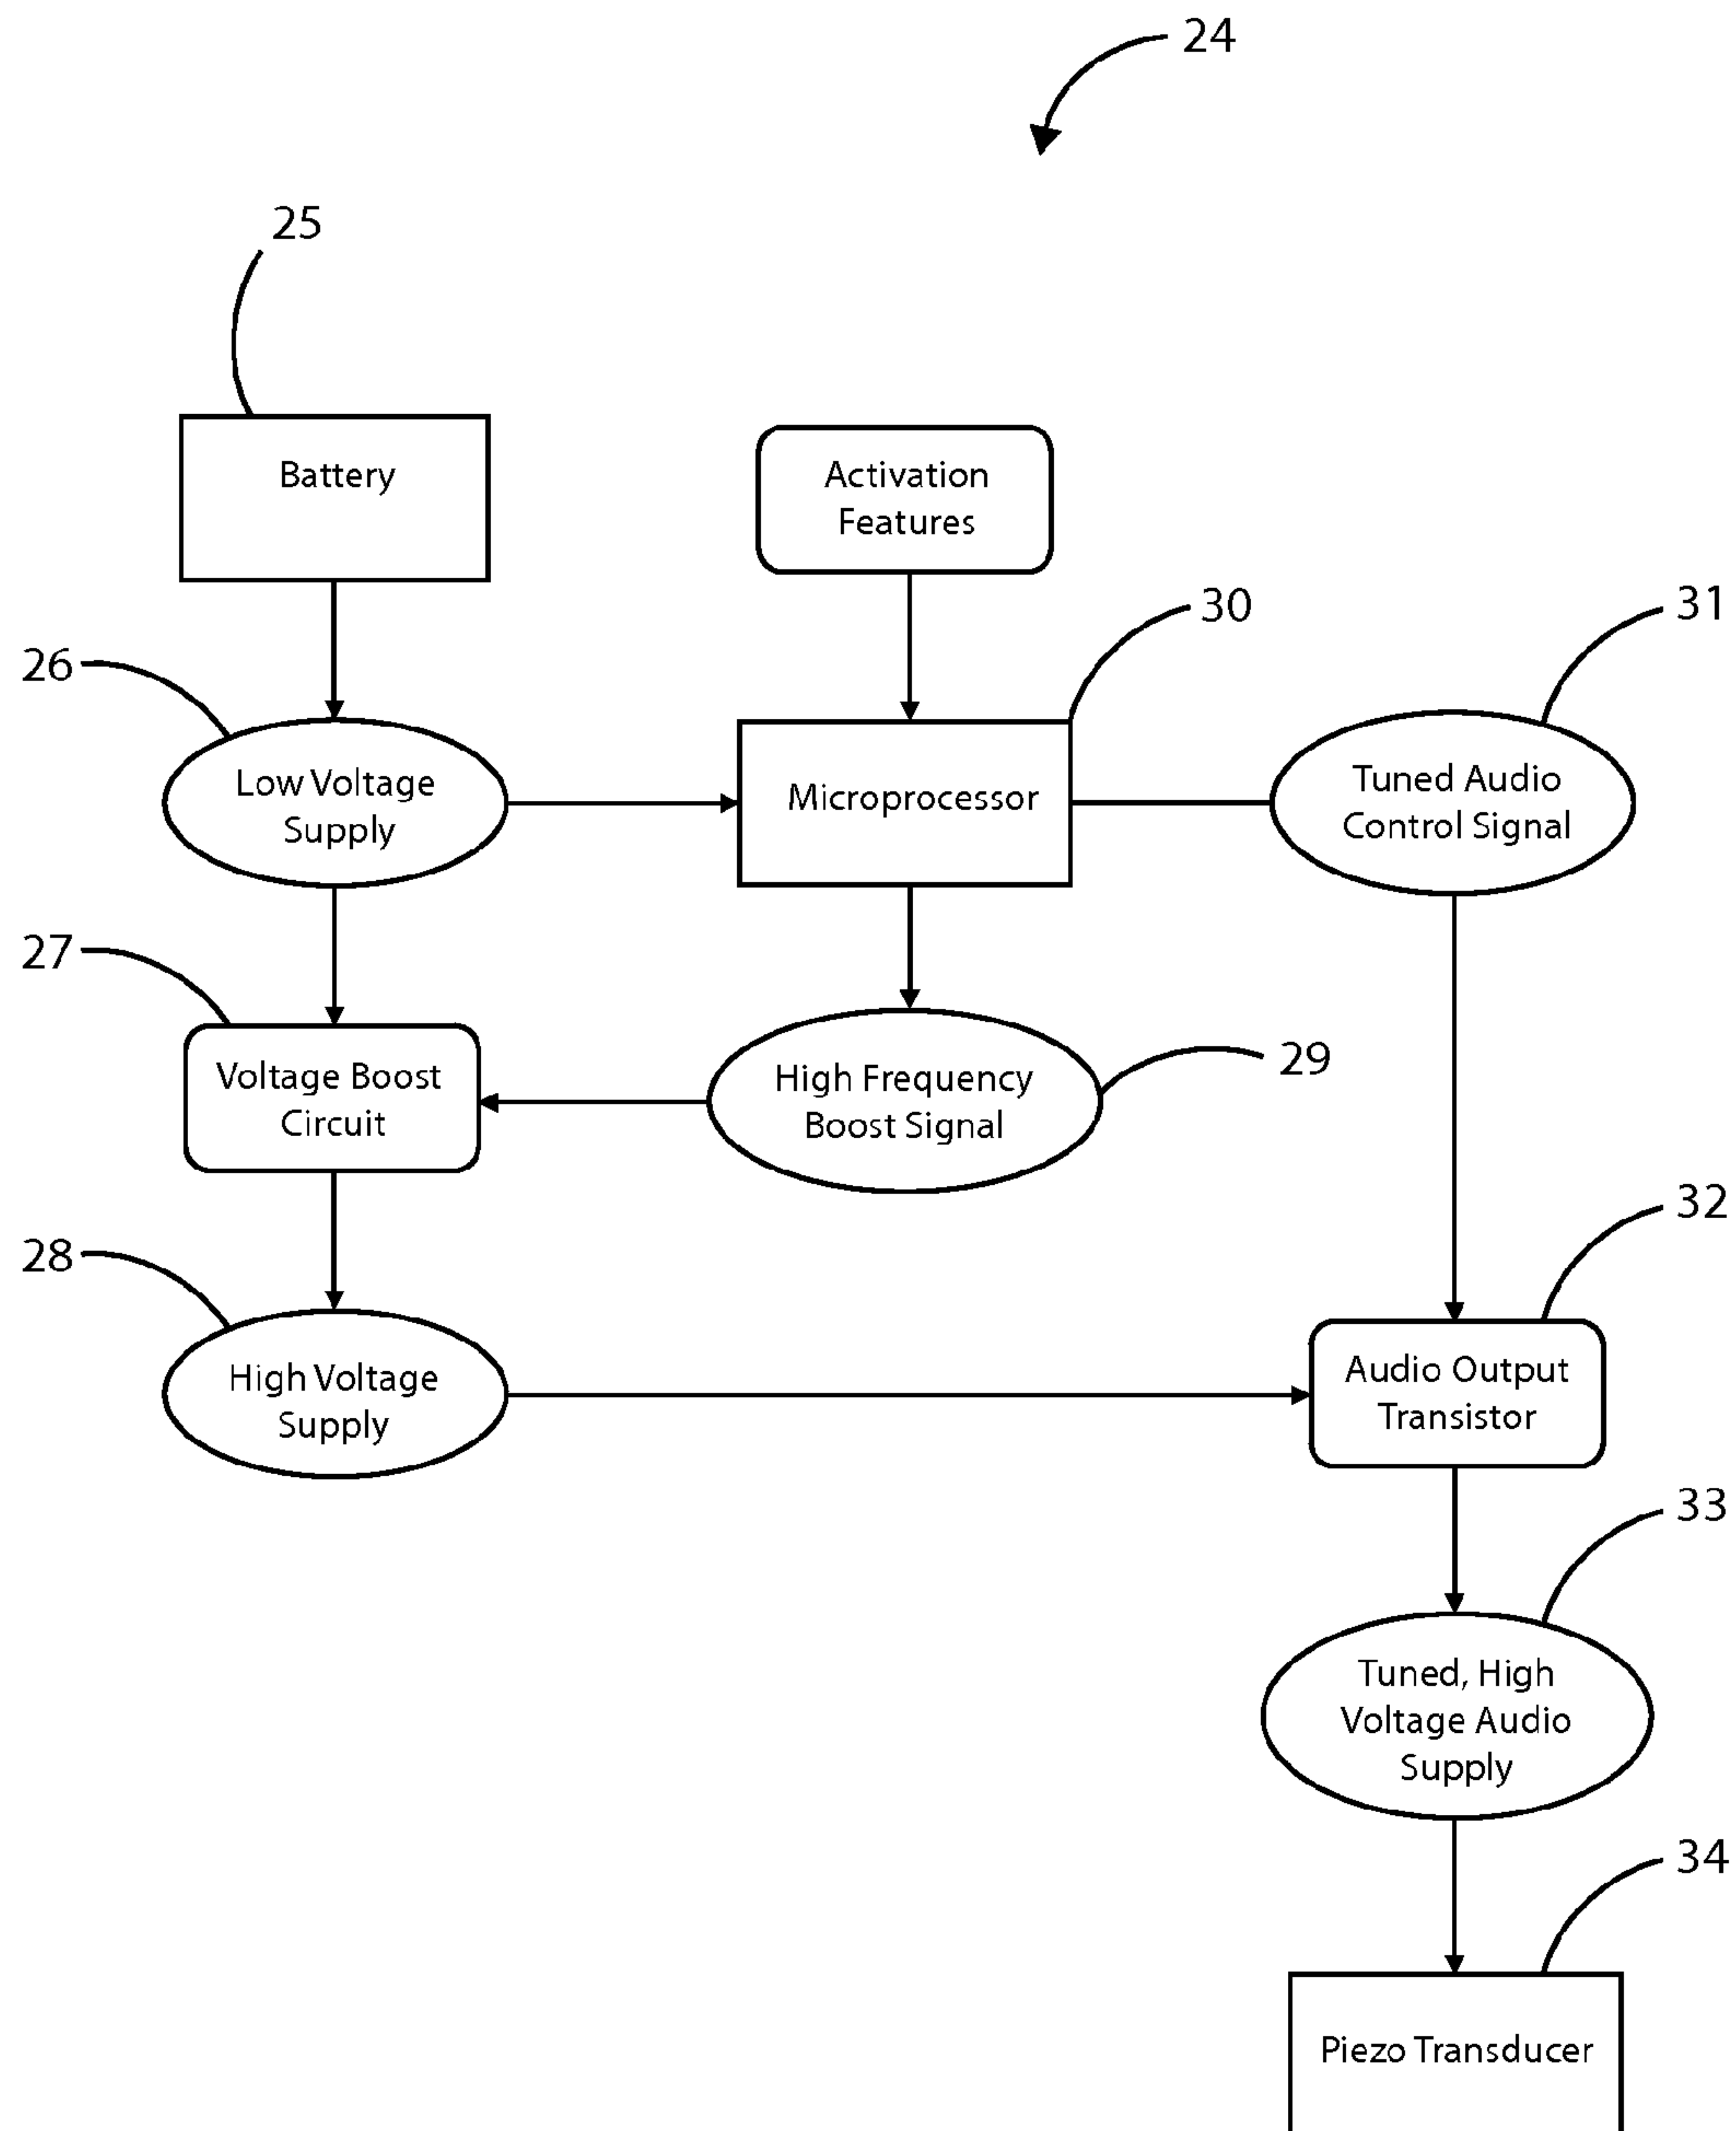 24
25
Battery
Activation
Features
30
31
26
Low Voltage
Supply
Microprocessor
Tuned Audio
Control Signal
27
Voltage Boost
Circuit
High Frequency
Boost Signal
29
32
28
High Voltage
Supply
Audio Output
Transistor
33
Tuned, High
Voltage Audio
Supply
34
Piezo Transducer